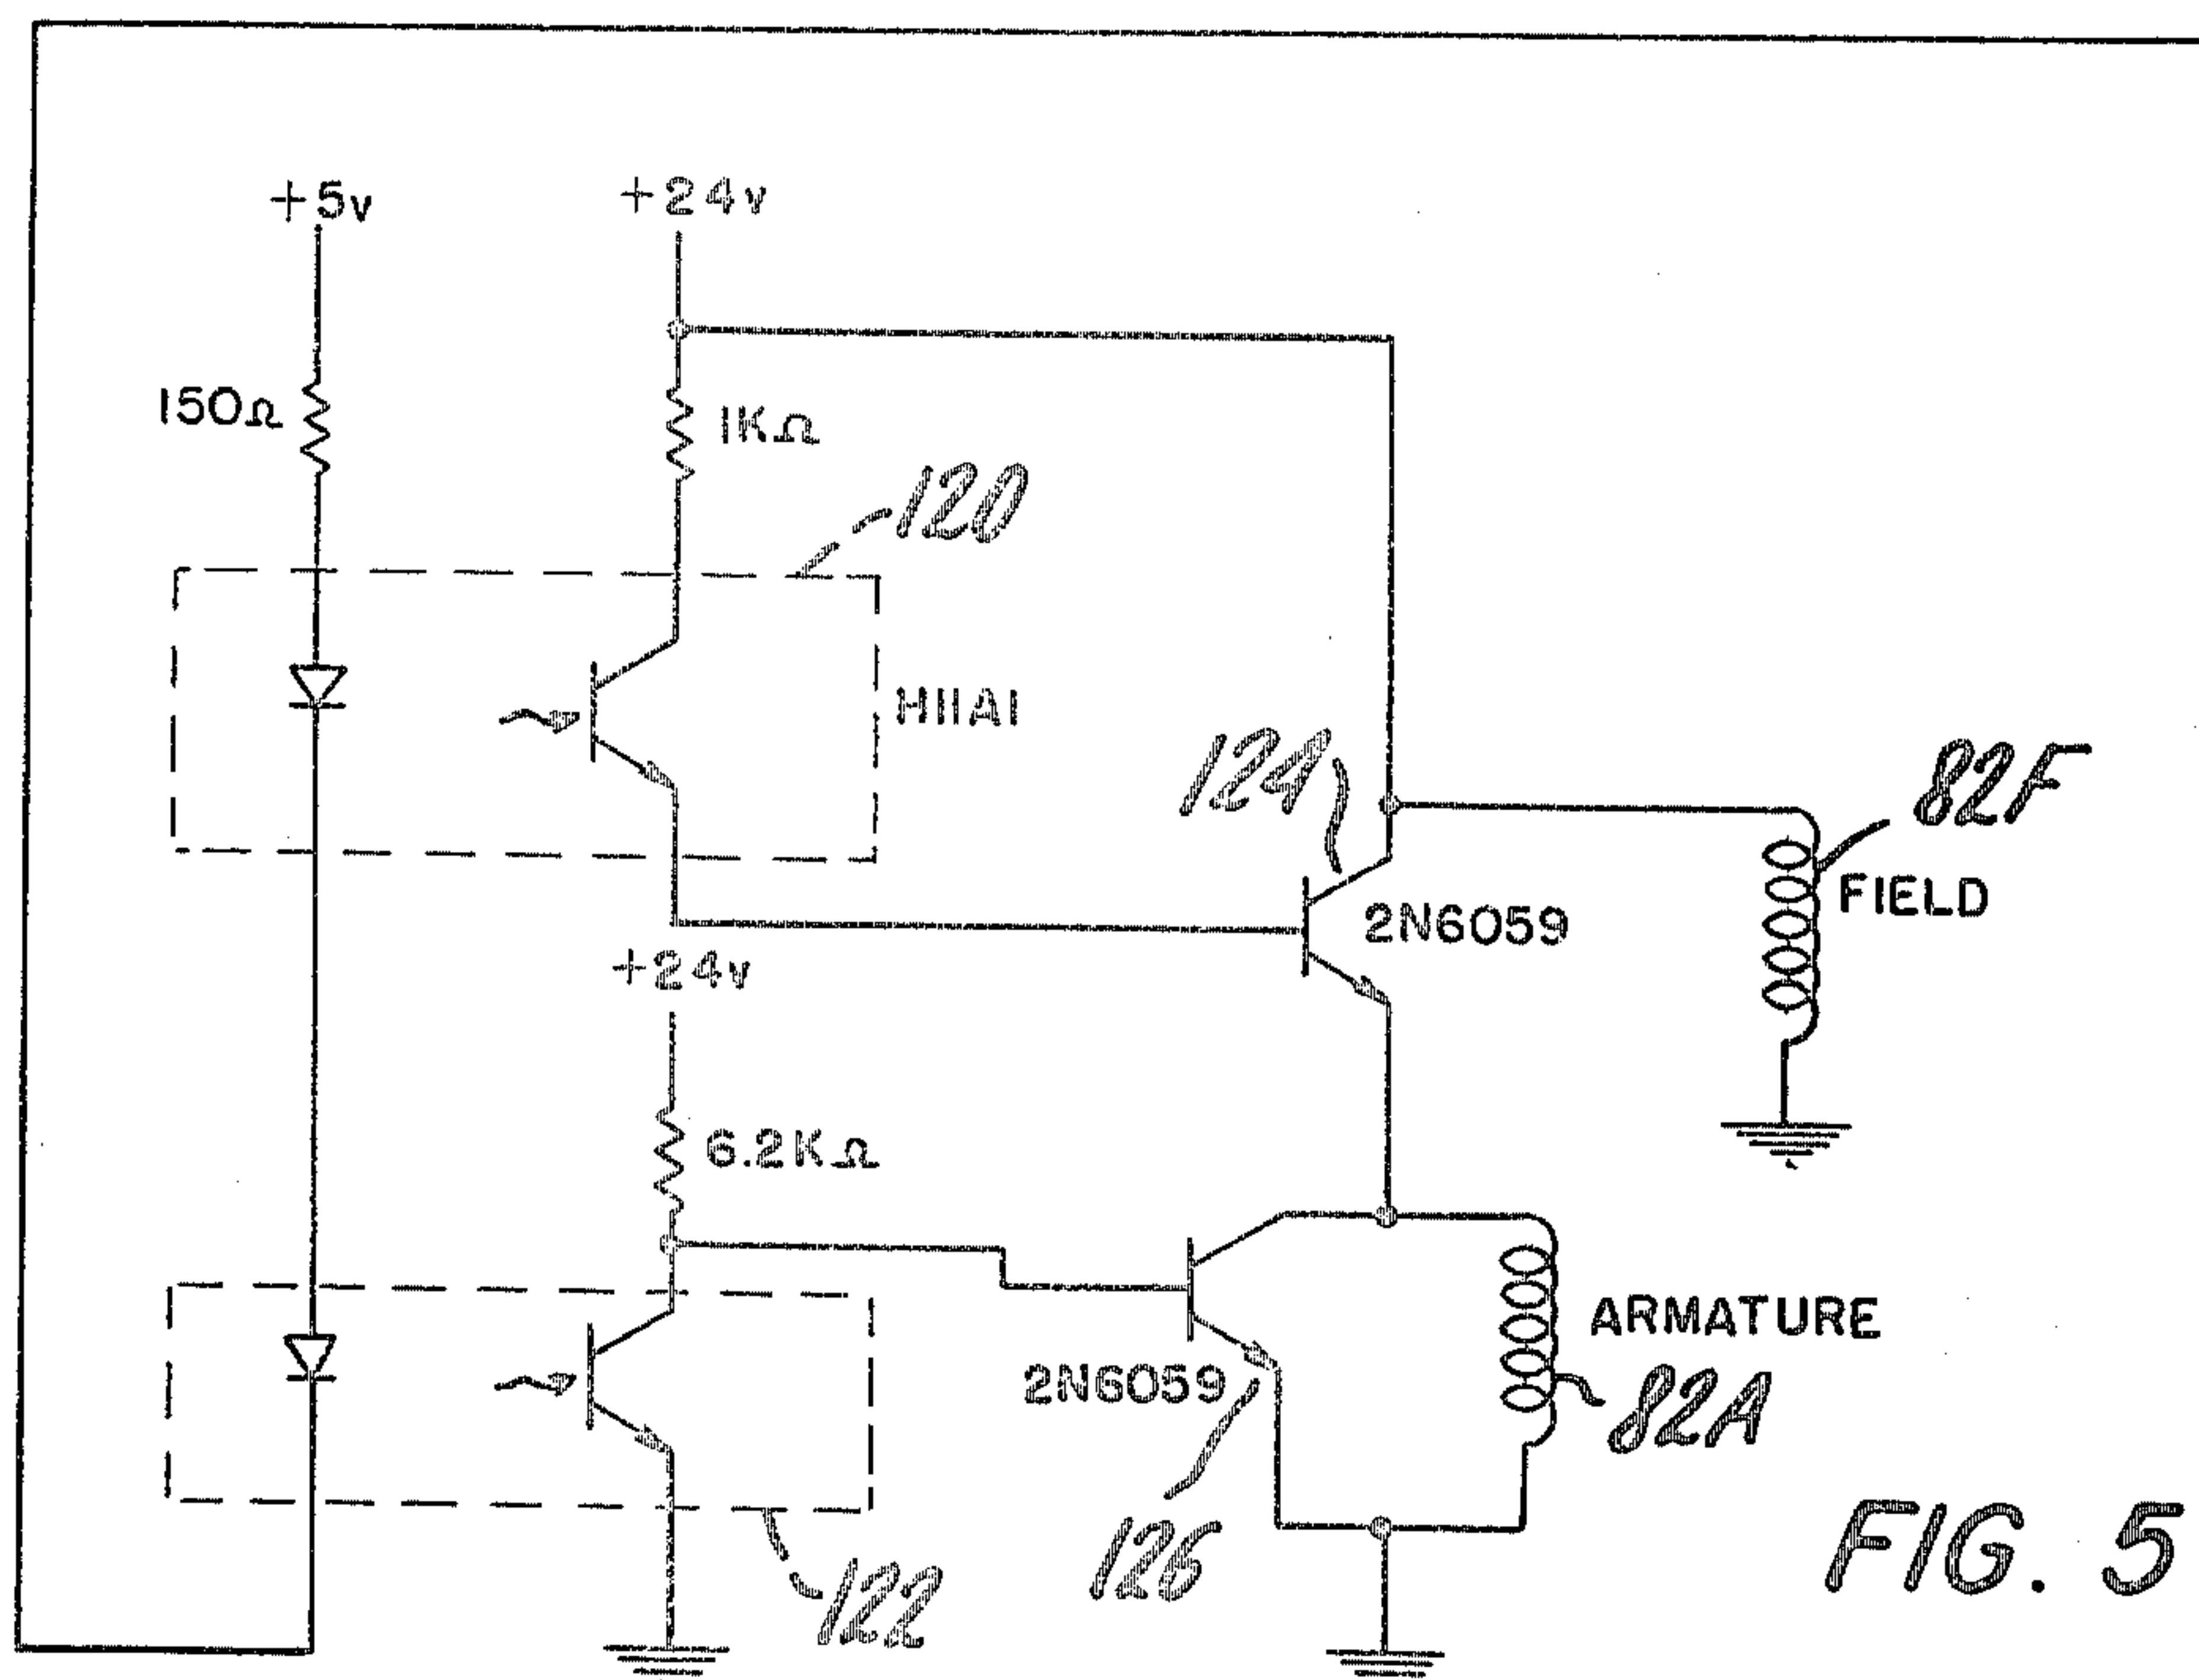 +5v
+24v
150Ω
1KΩ
120
H11A1
124
82F
FIELD
2N6059
+24v
6.2KΩ
ARMATURE
2N6059
82A
126
122
FIG. 5